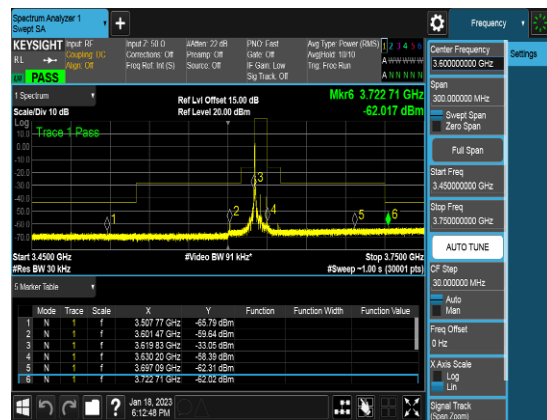 Spectrum Analyzer 1
Swept SA
+
Frequency
KEYSIGHT
Input: RF
Coupling: DC
Align: Off
Input Z: 50 Ω
Corrections: Off
Freq Ref: Int (S)
#Atten: 22 dB
Preamp: Off
Source: Off
PNO: Fast
Gate: Off
IF Gain: Low
Sig Track: Off
Avg Type: Power (RMS)
Avg|Hold: 10/10
Trig: Free Run
1 2 3 4 5 6
A W W W W W
A N N N N N
R L
PASS
1 Spectrum
Scale/Div 10 dB
Ref Lvl Offset 15.00 dB
Ref Level 20.00 dBm
Mkr6 3.722 71 GHz
-62.017 dBm
Log
Trace 1 Pass
10.0
0.00
-10.0
-20.0
-30.0
-40.0
-50.0
-60.0
-70.0
1
2
3
4
5
6
Start 3.4500 GHz
#Res BW 30 kHz
#Video BW 91 kHz*
Stop 3.7500 GHz
#Sweep ~1.00 s (30001 pts)
5 Marker Table
Mode Trace Scale X Y Function Function Width Function Value
1 N 1 f 3.507 77 GHz -65.79 dBm
2 N 1 f 3.601 47 GHz -59.64 dBm
3 N 1 f 3.619 83 GHz -33.05 dBm
4 N 1 f 3.630 20 GHz -58.39 dBm
5 N 1 f 3.697 09 GHz -62.31 dBm
6 N 1 f 3.722 71 GHz -62.02 dBm
?
Jan 18, 2023
6:12:48 PM
Center Frequency
3.600000000 GHz
Settings
Span
300.000000 MHz
Swept Span
Zero Span
Full Span
Start Freq
3.450000000 GHz
Stop Freq
3.750000000 GHz
AUTO TUNE
CF Step
30.000000 MHz
Auto
Man
Freq Offset
0 Hz
X Axis Scale
Log
Lin
Signal Track
(Span Zoom)